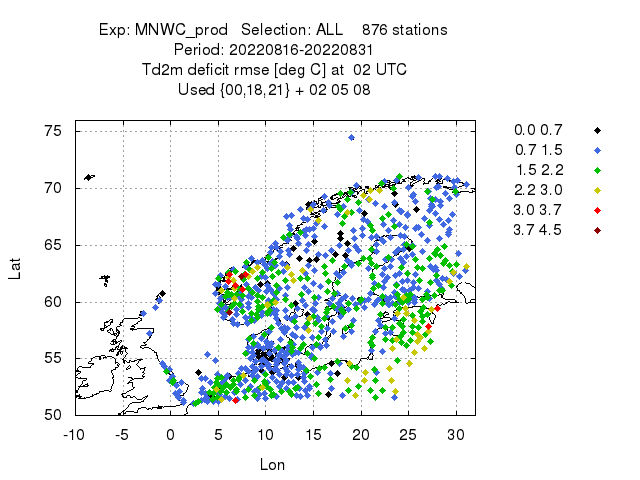 Exp: MNWC_prod   Selection: ALL    876 stations
Period: 20220816-20220831
Td2m deficit rmse [deg C] at  02 UTC
Used {00,18,21} + 02 05 08
0.0 0.7
0.7 1.5
1.5 2.2
2.2 3.0
3.0 3.7
3.7 4.5
75
70
65
60
55
50
Lat
-10 -5 0 5 10 15 20 25 30
Lon